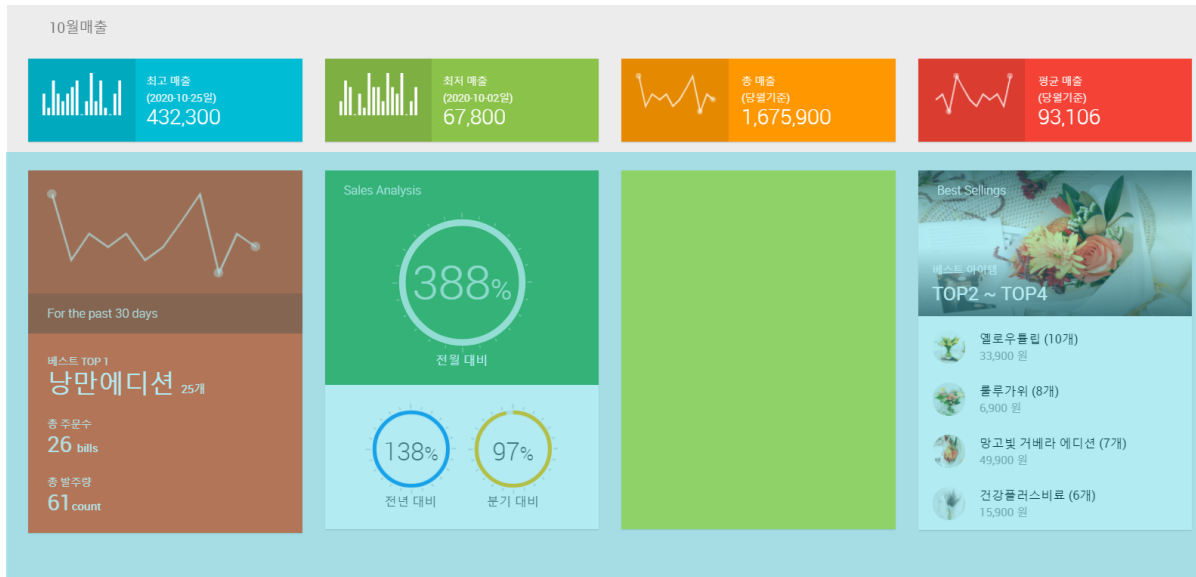 10월매출
최고 매출
(2020-10-25일)
432,300
최저 매출
(2020-10-02일)
67,800
총 매출
(당월기준)
1,675,900
평균 매출
(당월기준)
93,106
For the past 30 days
베스트 TOP 1
낭만에디션 25개
총 주문수
26 bills
총 발주량
61 count
Sales Analysis
388%
전월 대비
138%
전년 대비
97%
분기 대비
Best Sellings
베스트 아이템
TOP2 ~ TOP4
옐로우튤립 (10개)
33,900 원
룰루가위 (8개)
6,900 원
망고빛 거베라 에디션 (7개)
49,900 원
건강플러스비료 (6개)
15,900 원